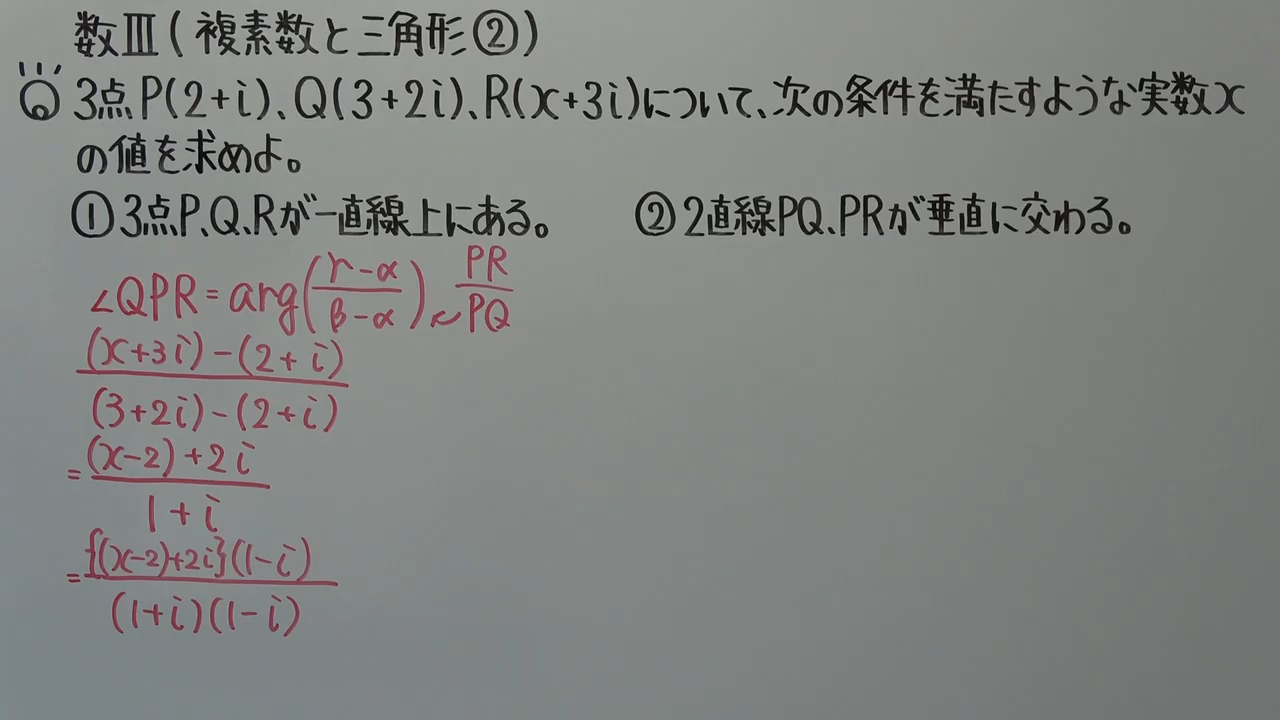 数Ⅲ(複素数と三角形②)
Q 3点P(2+i)、Q(3+2i)、R(x+3i)について、次の条件を満たすような実数x
の値を求めよ。
①3点P、Q、Rが一直線上にある。 ②2直線PQ、PRが垂直に交わる。
∠QPR=arg(
γ-α
β-α
)
PR
PQ
(x+3i)-(2+i)
(3+2i)-(2+i)
=
(x-2)+2i
1+i
=
{(x-2)+2i}(1-i)
(1+i)(1-i)